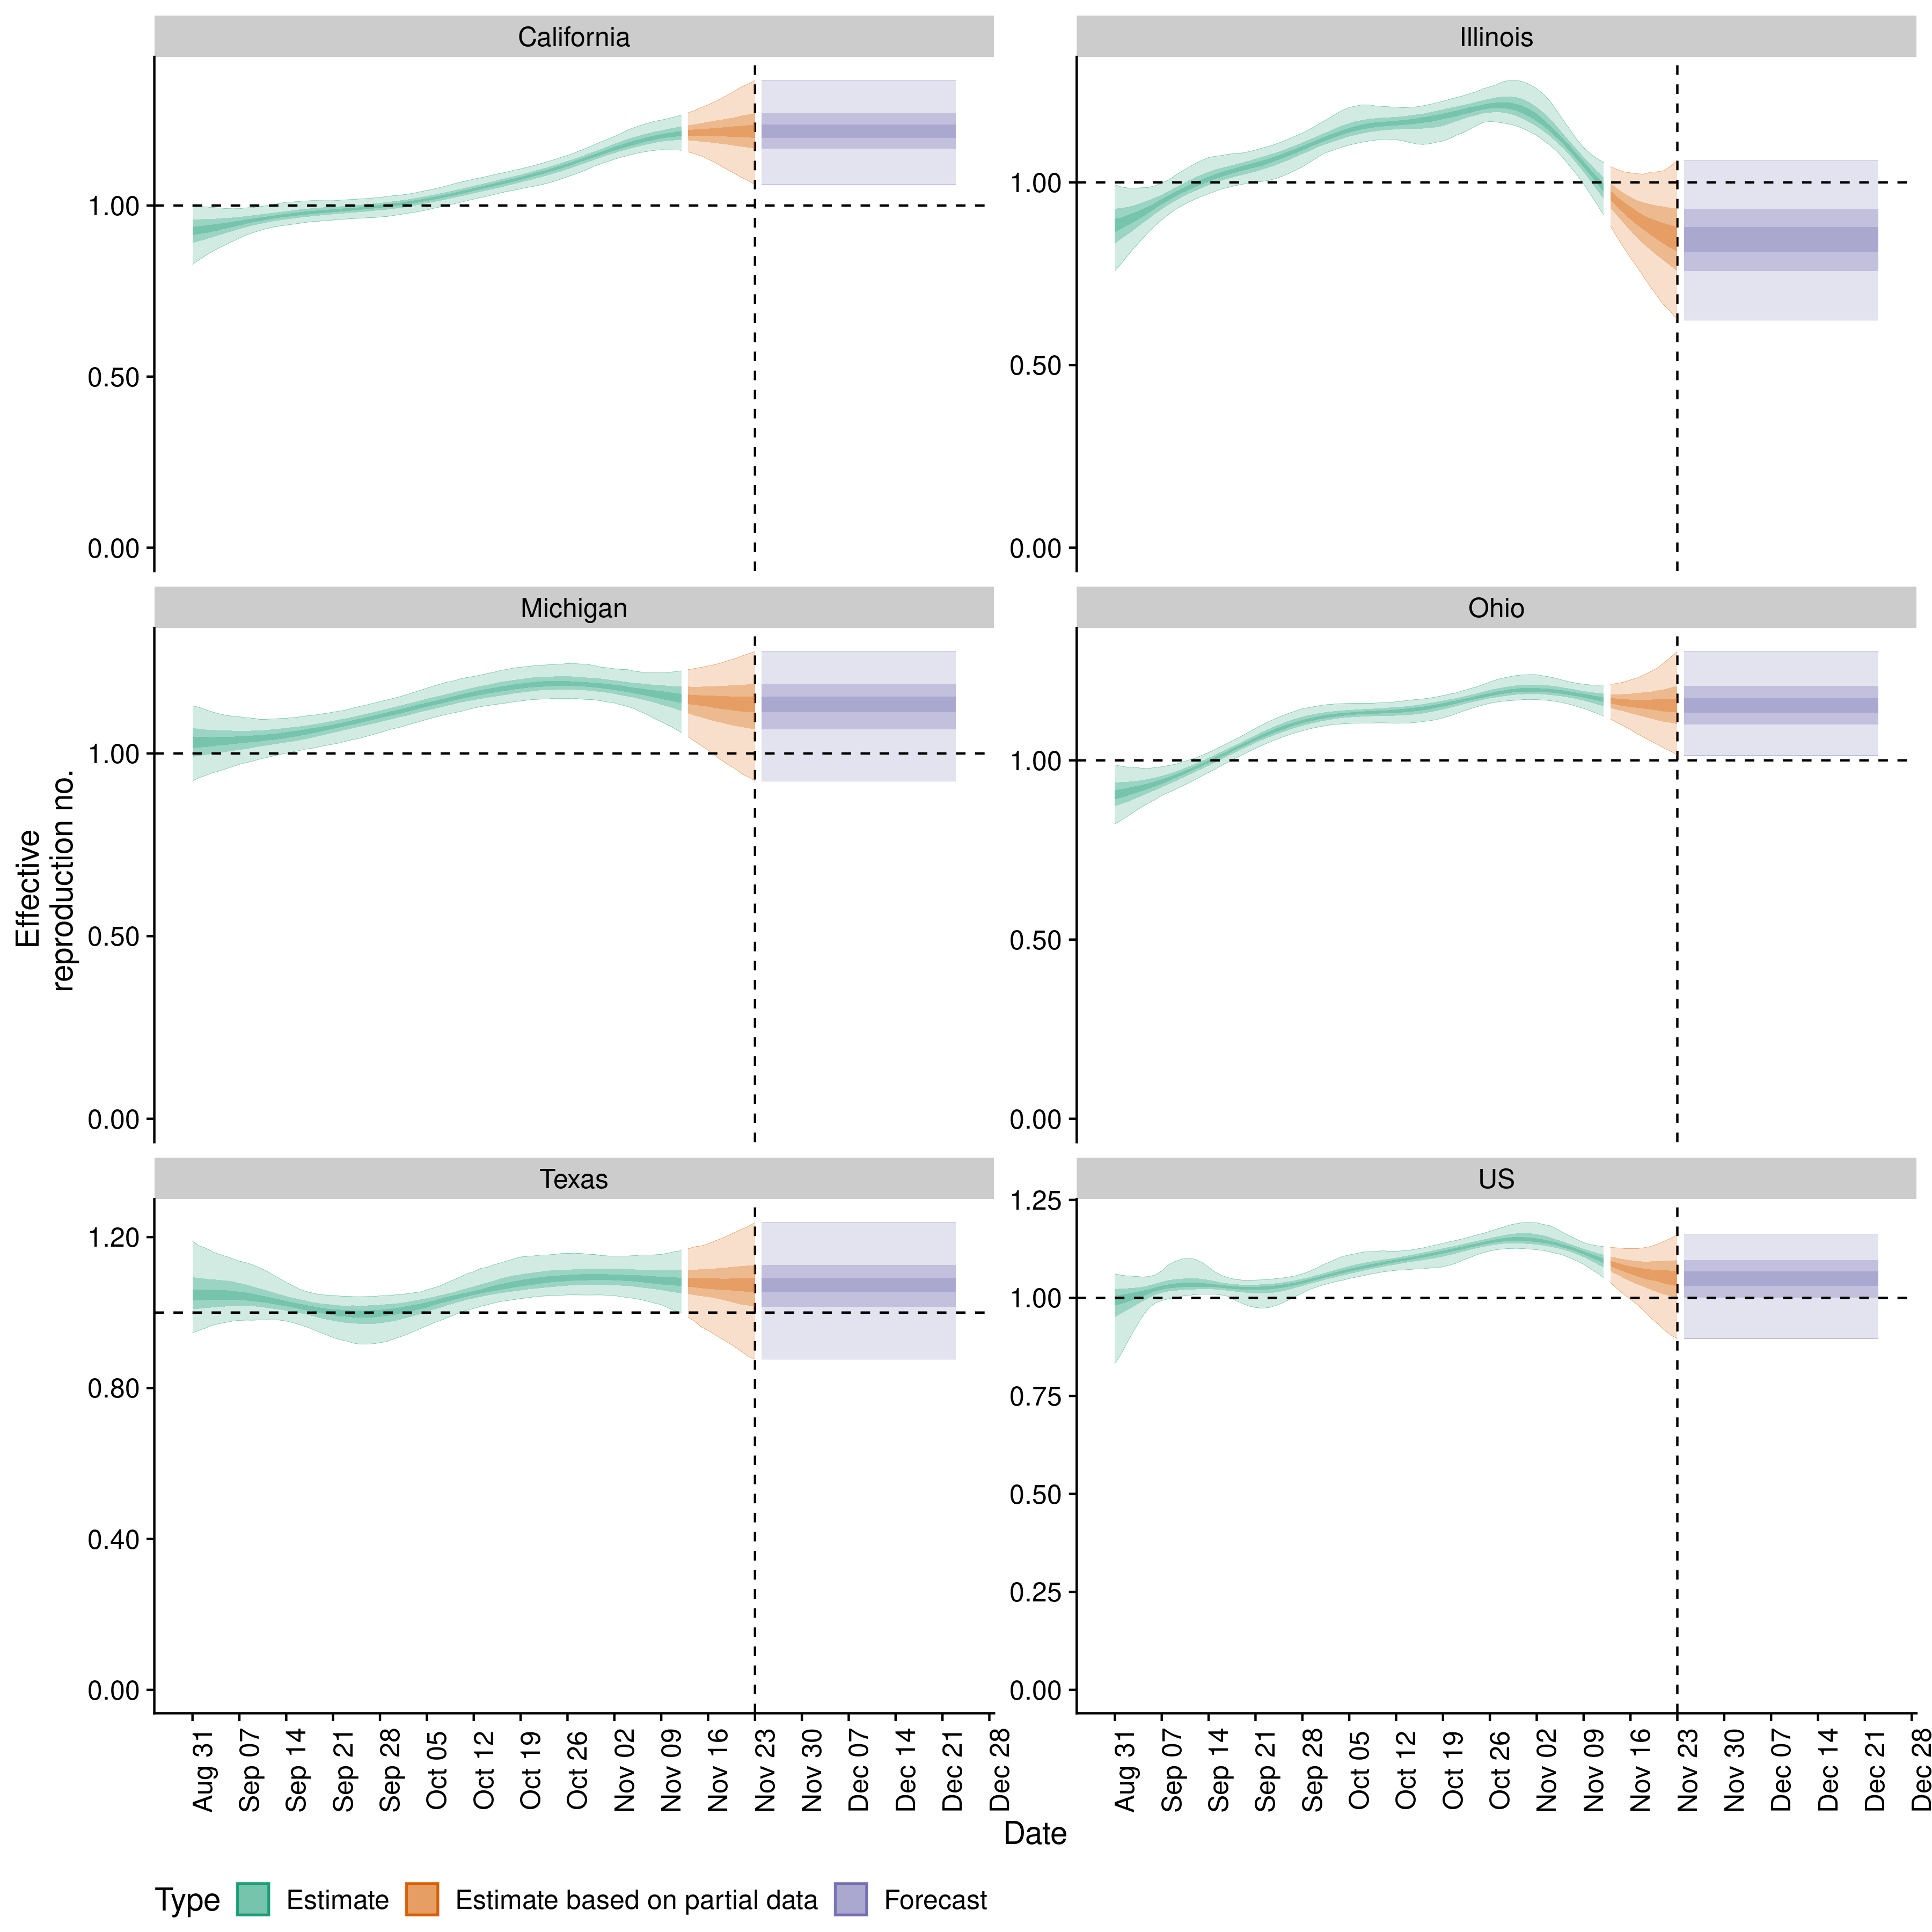 California
Illinois
1.00
0.50
0.00
1.00
0.50
0.00
Michigan
Ohio
1.00
0.50
0.00
1.00
0.50
0.00
Texas
US
1.20
0.80
0.40
0.00
1.25
1.00
0.75
0.50
0.25
0.00
Effective
reproduction no.
Aug 31
Sep 07
Sep 14
Sep 21
Sep 28
Oct 05
Oct 12
Oct 19
Oct 26
Nov 02
Nov 09
Nov 16
Nov 23
Nov 30
Dec 07
Dec 14
Dec 21
Dec 28
Aug 31
Sep 07
Sep 14
Sep 21
Sep 28
Oct 05
Oct 12
Oct 19
Oct 26
Nov 02
Nov 09
Nov 16
Nov 23
Nov 30
Dec 07
Dec 14
Dec 21
Dec 28
Date
Type Estimate Estimate based on partial data Forecast